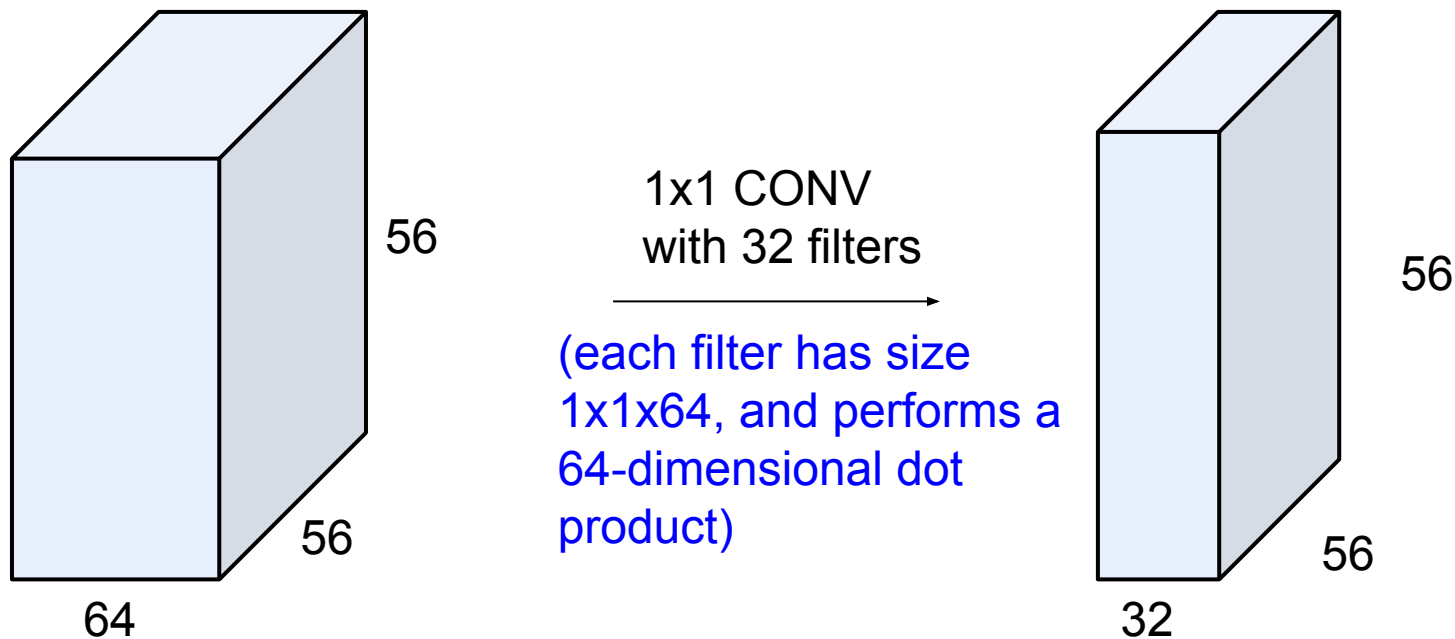 56
56
64
1x1 CONV
with 32 filters
(each filter has size
1x1x64, and performs a
64-dimensional dot
product)
56
56
32